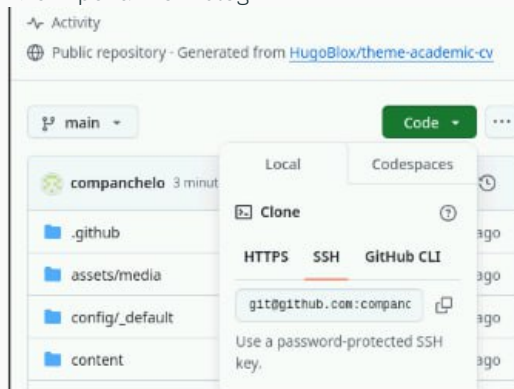 Activity
Public repository · Generated from HugoBlox/theme-academic-cv
main
Code
Local
Codespaces
companchelo 3 minut
Clone
.github
ago
HTTPS SSH GitHub CLI
assets/media
ago
git@github.com:companc
config/_default
ago
Use a password-protected SSH
key.
content
ago